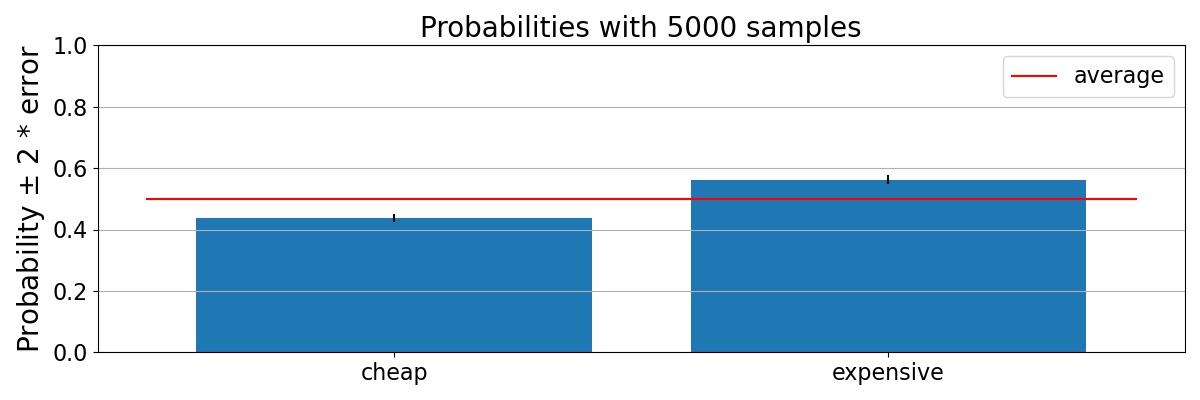 Probabilities with 5000 samples
Probability ± 2 * error
1.0
0.8
0.6
0.4
0.2
0.0
average
cheap
expensive